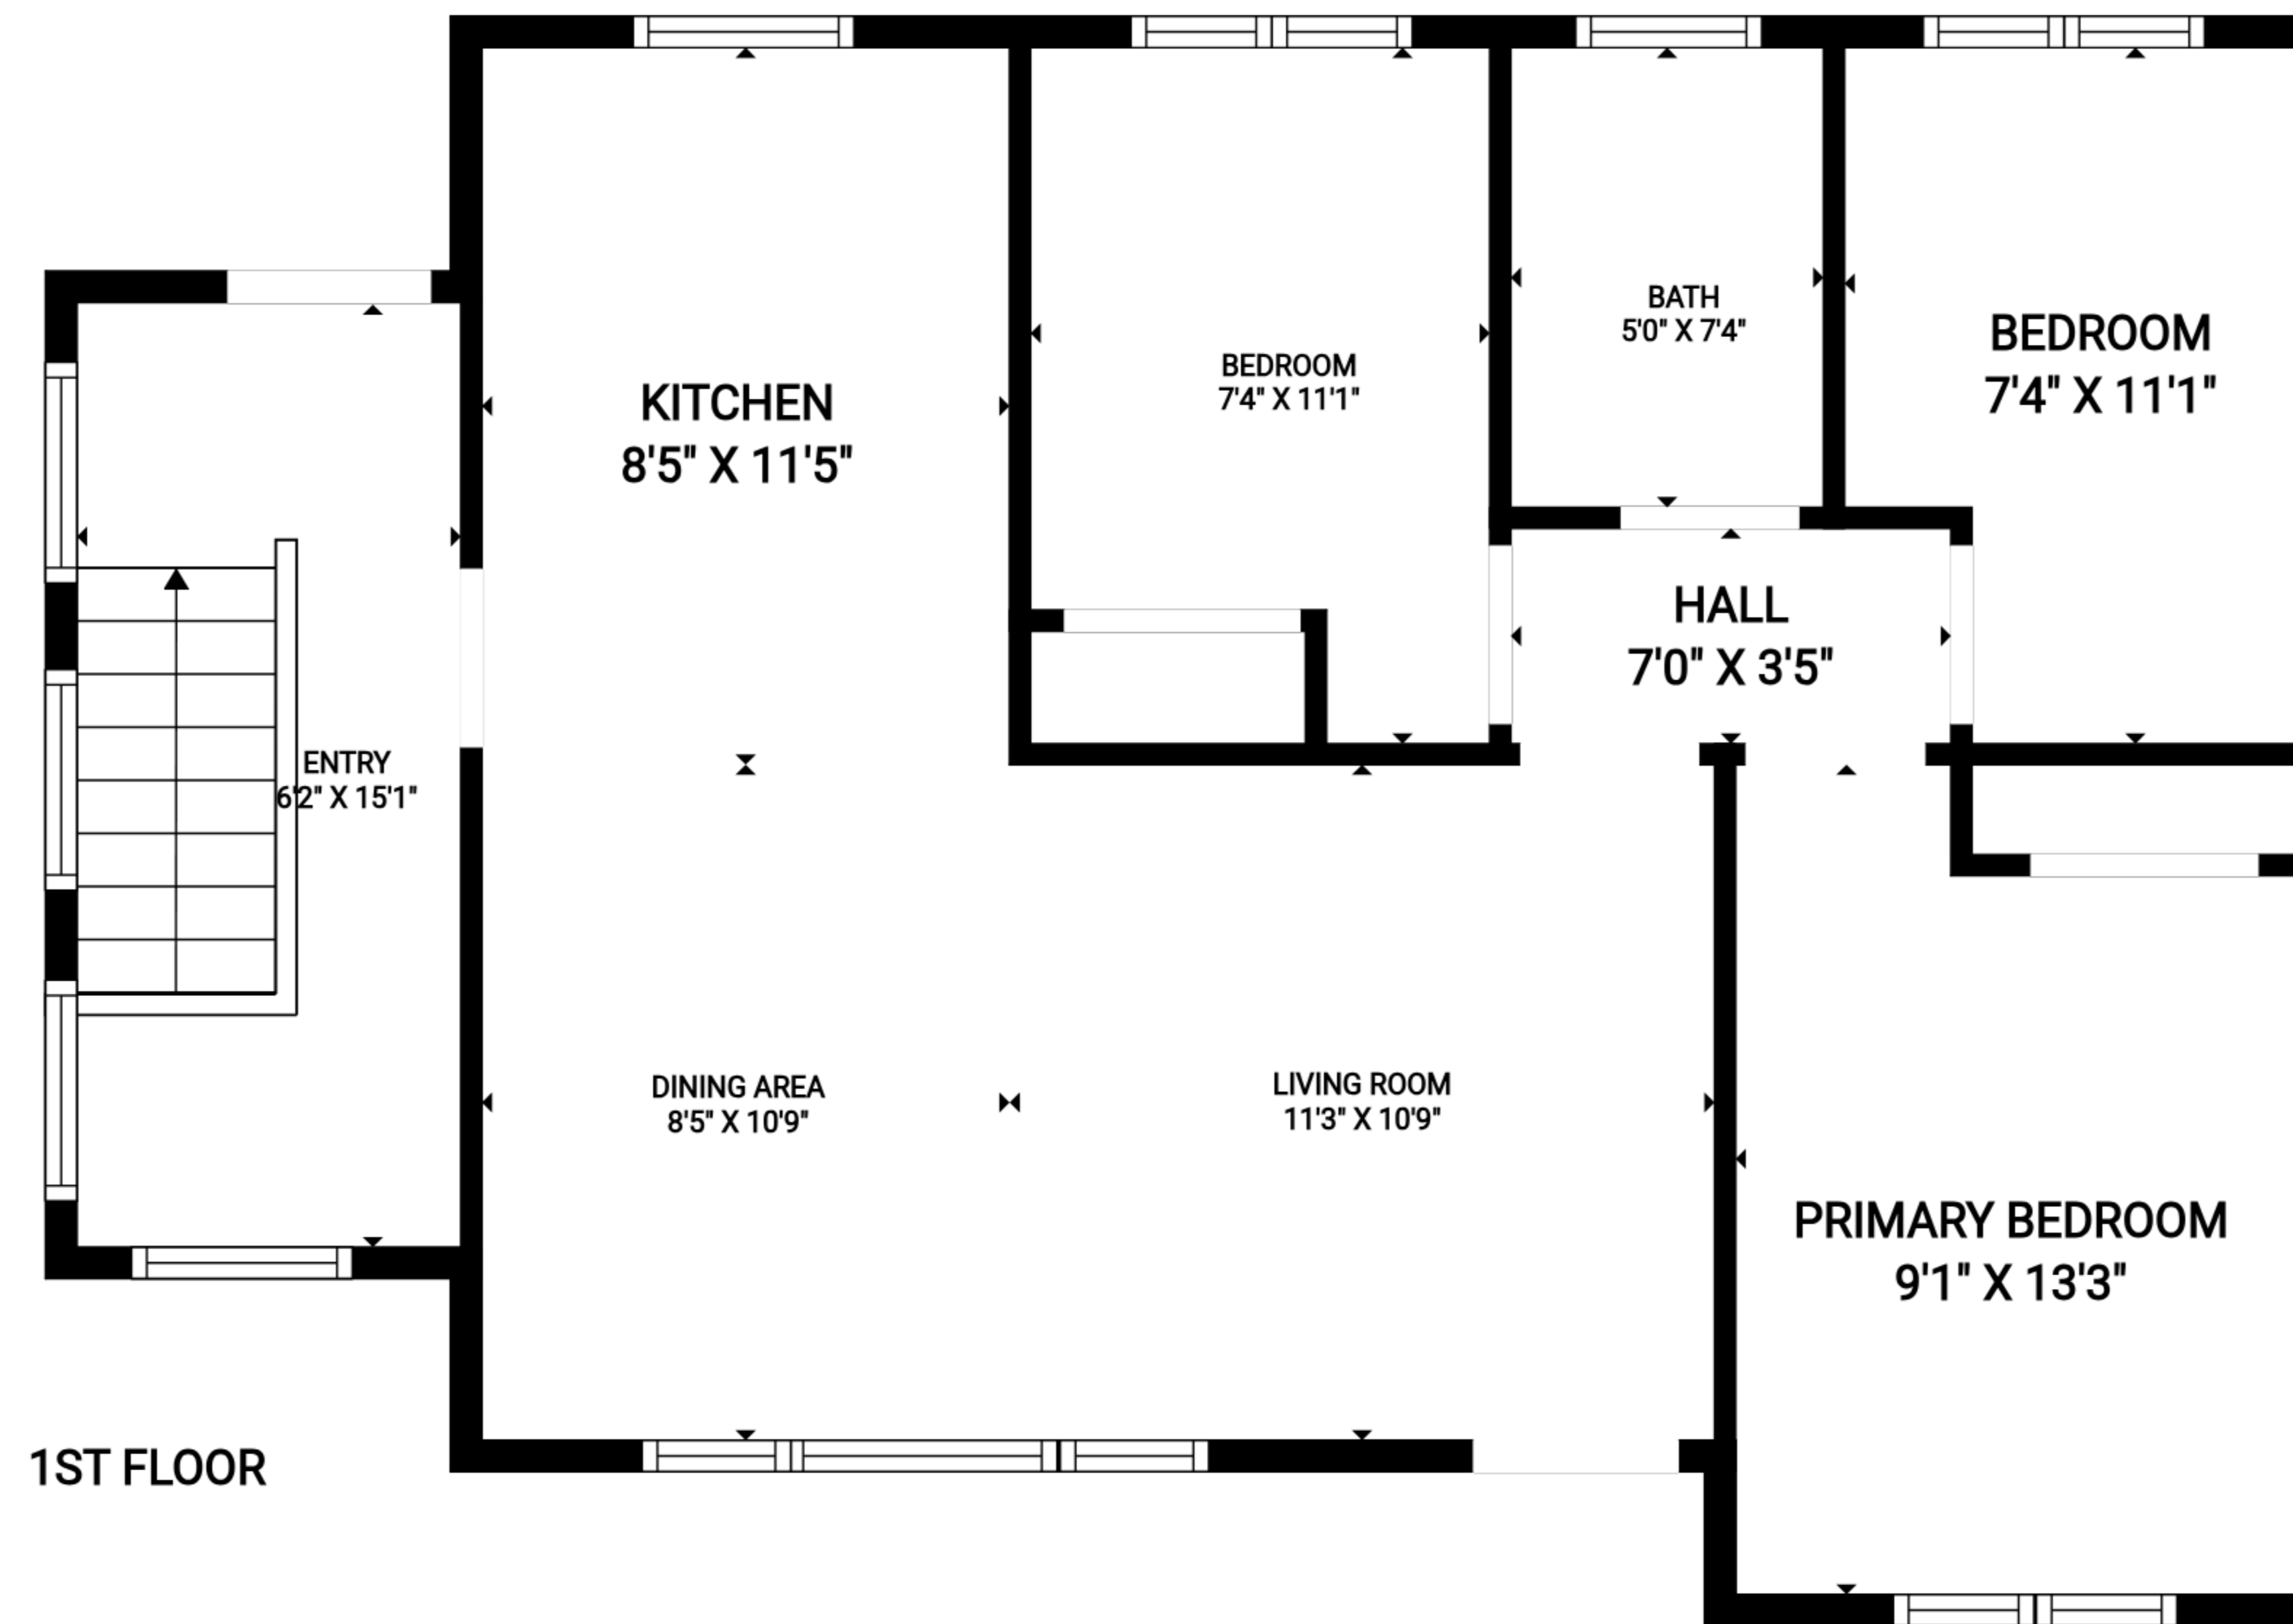 KITCHEN
8'5" X 11'5"
BEDROOM
7'4" X 11'1"
BATH
5'0" X 7'4"
BEDROOM
7'4" X 11'1"
HALL
7'0" X 3'5"
ENTRY
6'2" X 15'1"
DINING AREA
8'5" X 10'9"
LIVING ROOM
11'3" X 10'9"
PRIMARY BEDROOM
9'1" X 13'3"
1ST FLOOR